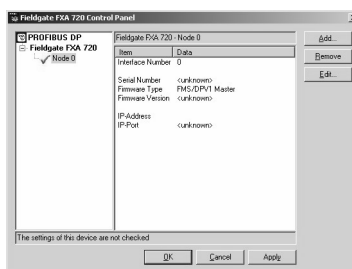 Fieldgate FXA 720 Control Panel
PROFIBUS DP
Fieldgate FXA 720
Node 0
Fieldgate FXA 720 - Node 0
Item Data
Interface Number 0
Serial Number <unknown>
Firmware Type FMS/DPV1 Master
Firmware Version <unknown>
IP-Address
IP-Port <unknown>
Add...
Remove
Edit...
The settings of this device are not checked
OK Cancel Apply